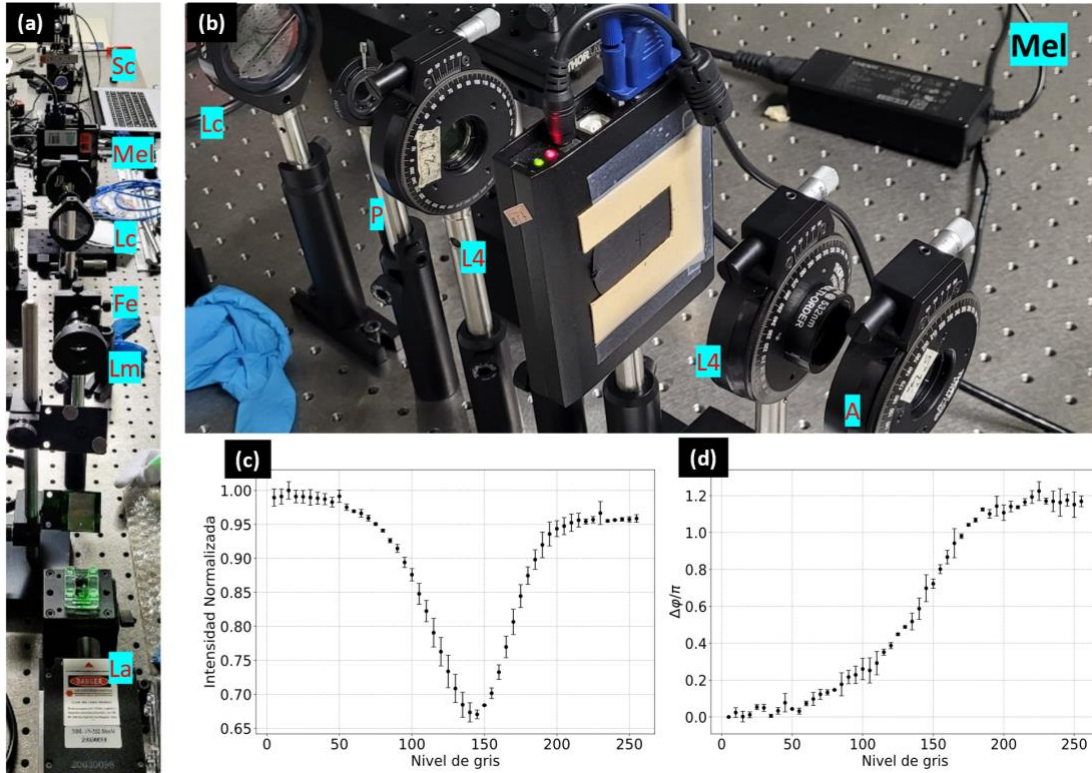 (a)
Sc
Mel
Lc
Fe
Lm
La
DANGER
(b)
Mel
Lc
P
L4
L4
A
532nm
(c)
Intensidad Normalizada
1.00
0.95
0.90
0.85
0.80
0.75
0.70
0.65
0
50
100
150
200
250
Nivel de gris
(d)
Δφ/π
1.2
1.0
0.8
0.6
0.4
0.2
0.0
0
50
100
150
200
250
Nivel de gris